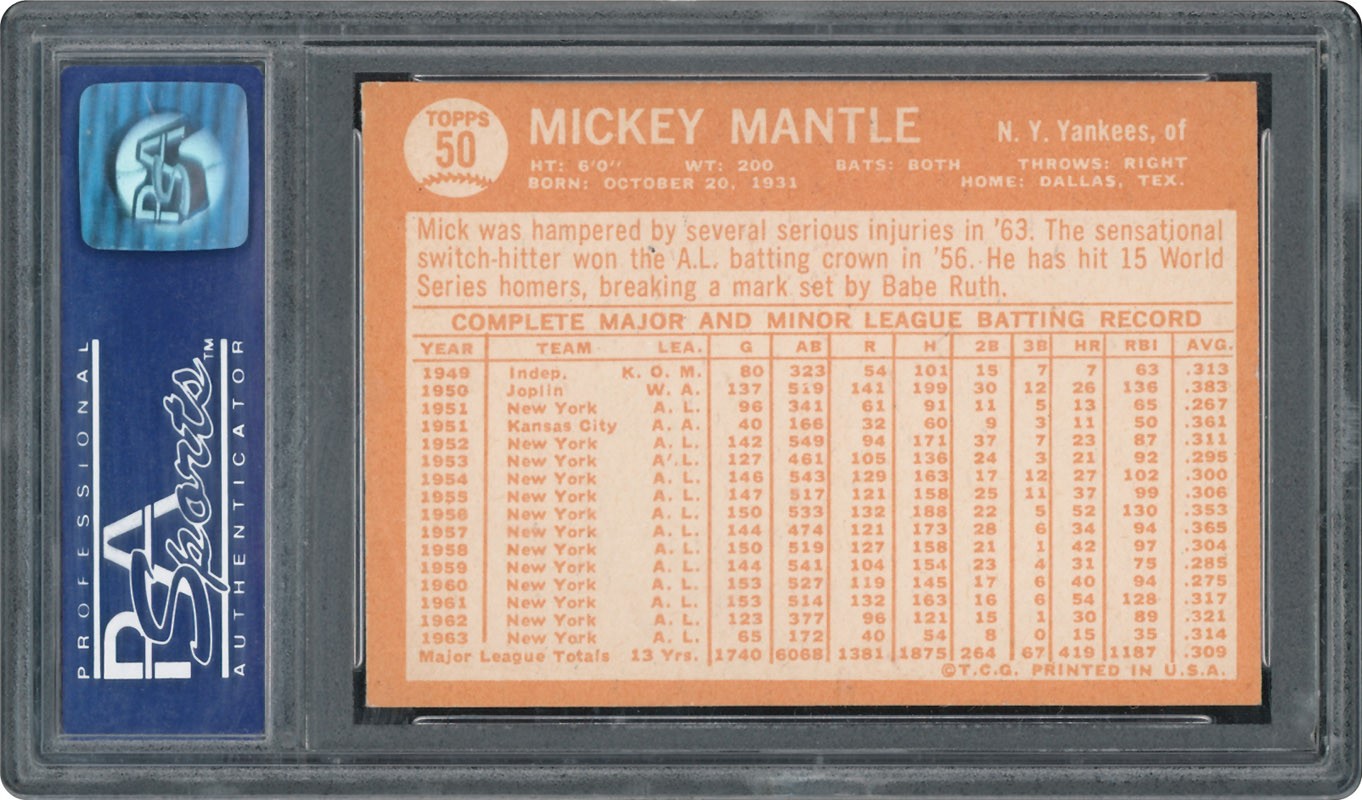 PSA
PROFESSIONAL
PSA
Sports™
AUTHENTICATOR
TOPPS
50
MICKEY MANTLE
N. Y. Yankees, of
HT: 6'0" WT: 200 BATS: BOTH THROWS: RIGHT
BORN: OCTOBER 20, 1931 HOME: DALLAS, TEX.
Mick was hampered by several serious injuries in '63. The sensational
switch-hitter won the A.L. batting crown in '56. He has hit 15 World
Series homers, breaking a mark set by Babe Ruth.
COMPLETE MAJOR AND MINOR LEAGUE BATTING RECORD
YEAR TEAM LEA. G AB R H 2B 3B HR RBI AVG.
1949 Indep. K. O. M. 80 323 54 101 15 7 7 63 .313
1950 Joplin W. A. 137 519 141 199 30 12 26 136 .383
1951 New York A. L. 96 341 61 91 11 5 13 65 .267
1951 Kansas City A. A. 40 166 32 60 9 3 11 50 .361
1952 New York A. L. 142 549 94 171 37 7 23 87 .311
1953 New York A. L. 127 461 105 136 24 3 21 92 .295
1954 New York A. L. 146 543 129 163 17 12 27 102 .300
1955 New York A. L. 147 517 121 158 25 11 37 99 .306
1956 New York A. L. 150 533 132 188 22 5 52 130 .353
1957 New York A. L. 144 474 121 173 28 6 34 94 .365
1958 New York A. L. 150 519 127 158 21 1 42 97 .304
1959 New York A. L. 144 541 104 154 23 4 31 75 .285
1960 New York A. L. 153 527 119 145 17 6 40 94 .275
1961 New York A. L. 153 514 132 163 16 6 54 128 .317
1962 New York A. L. 123 377 96 121 15 1 30 89 .321
1963 New York A. L. 65 172 40 54 8 0 15 35 .314
Major League Totals 13 Yrs. 1740 6068 1381 1875 264 67 419 1187 .309
©T.C.G. PRINTED IN U.S.A.